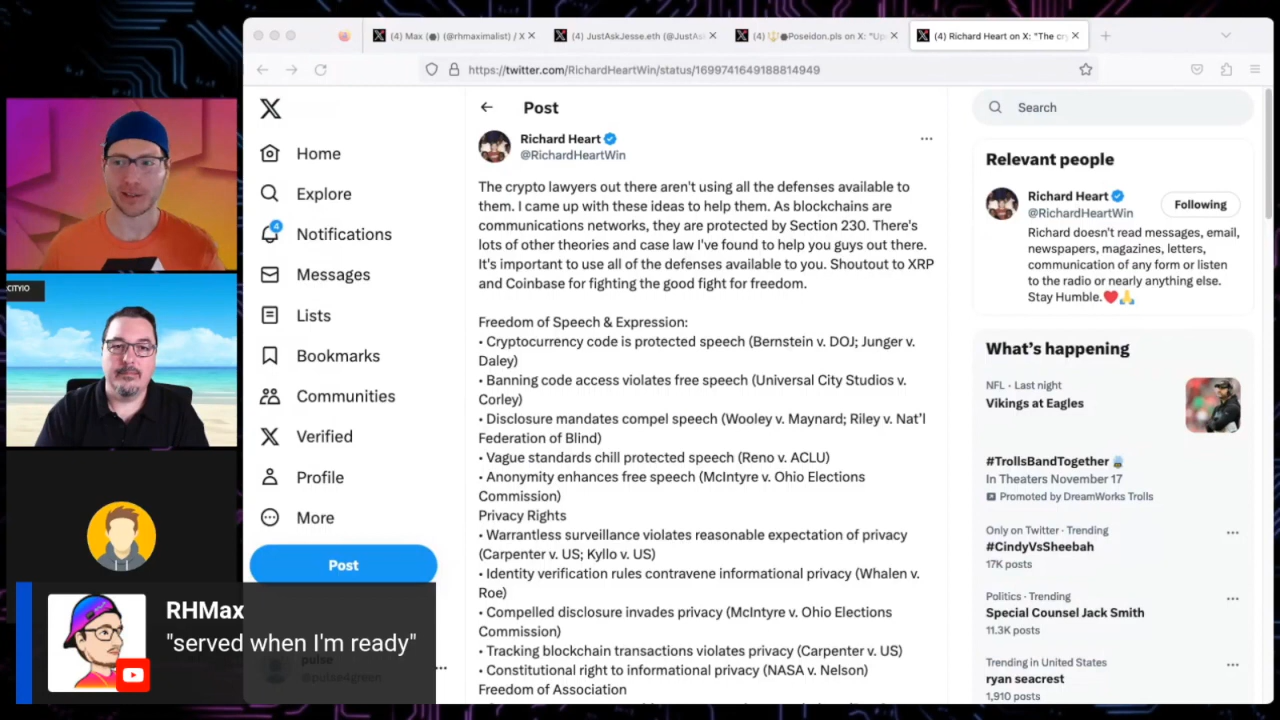 (4) Max (⬣) (@rhmaximalist) / X
(4) JustAskJesse.eth (@JustAs
(4) 🔱⬣Poseidon.pls on X: "Up
(4) Richard Heart on X: "The cry
https://twitter.com/RichardHeartWin/status/1699741649188814949
Home
Explore
4
Notifications
Messages
Lists
Bookmarks
Communities
Verified
Profile
More
Post
pulse
@pulse4green
Post
Richard Heart
@RichardHeartWin
The crypto lawyers out there aren't using all the defenses available to
them. I came up with these ideas to help them. As blockchains are
communications networks, they are protected by Section 230. There's
lots of other theories and case law I've found to help you guys out there.
It's important to use all of the defenses available to you. Shoutout to XRP
and Coinbase for fighting the good fight for freedom.
Freedom of Speech & Expression:
• Cryptocurrency code is protected speech (Bernstein v. DOJ; Junger v.
Daley)
• Banning code access violates free speech (Universal City Studios v.
Corley)
• Disclosure mandates compel speech (Wooley v. Maynard; Riley v. Nat'l
Federation of Blind)
• Vague standards chill protected speech (Reno v. ACLU)
• Anonymity enhances free speech (McIntyre v. Ohio Elections
Commission)
Privacy Rights
• Warrantless surveillance violates reasonable expectation of privacy
(Carpenter v. US; Kyllo v. US)
• Identity verification rules contravene informational privacy (Whalen v.
Roe)
• Compelled disclosure invades privacy (McIntyre v. Ohio Elections
Commission)
• Tracking blockchain transactions violates privacy (Carpenter v. US)
• Constitutional right to informational privacy (NASA v. Nelson)
Freedom of Association
Search
Relevant people
Richard Heart
@RichardHeartWin
Following
Richard doesn't read messages, email,
newspapers, magazines, letters,
communication of any form or listen
to the radio or nearly anything else.
Stay Humble.❤️🙏
What's happening
NFL · Last night
Vikings at Eagles
#TrollsBandTogether
In Theaters November 17
Promoted by DreamWorks Trolls
Only on Twitter · Trending
#CindyVsSheebah
17K posts
Politics · Trending
Special Counsel Jack Smith
11.3K posts
Trending in United States
ryan seacrest
1,910 posts
CITYIO
RHMax
"served when I'm ready"